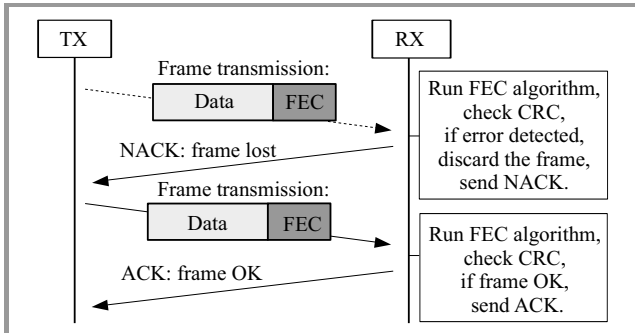 TX
RX
Frame transmission:
Data
FEC
Run FEC algorithm,
check CRC,
if error detected,
discard the frame,
send NACK.
NACK: frame lost
Frame transmission:
Data
FEC
Run FEC algorithm,
check CRC,
if frame OK,
send ACK.
ACK: frame OK